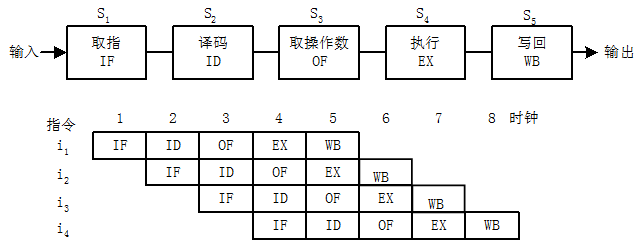 S1 S2 S3 S4 S5
输入 取指 译码 取操作数 执行 写回 输出
IF ID OF EX WB
指令 1 2 3 4 5 6 7 8 时钟
i1 IF ID OF EX WB
i2 IF ID OF EX WB
i3 IF ID OF EX WB
i4 IF ID OF EX WB